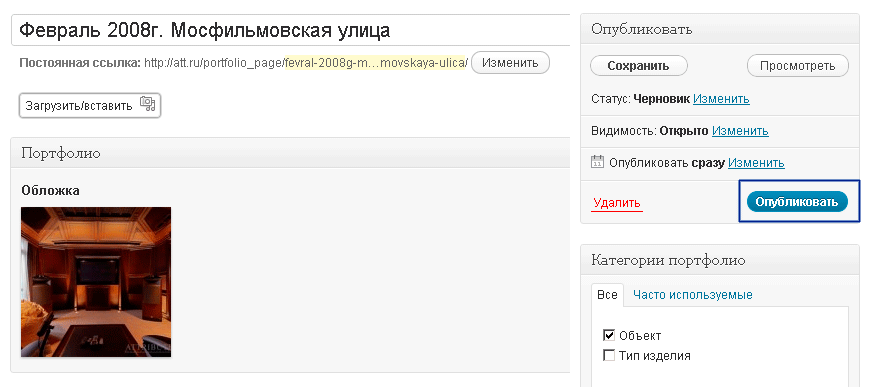 Февраль 2008г. Мосфильмовская улица
Постоянная ссылка: http://att.ru/portfolio_page/fevral-2008g-m…movskaya-ulica/ Изменить
Загрузить/вставить
Портфолио
Обложка
ATTRIBUT
Опубликовать
Сохранить Просмотреть
Статус: Черновик Изменить
Видимость: Открыто Изменить
11 Опубликовать сразу Изменить
Удалить Опубликовать
Категории портфолио
Все Часто используемые
Объект
Тип изделия